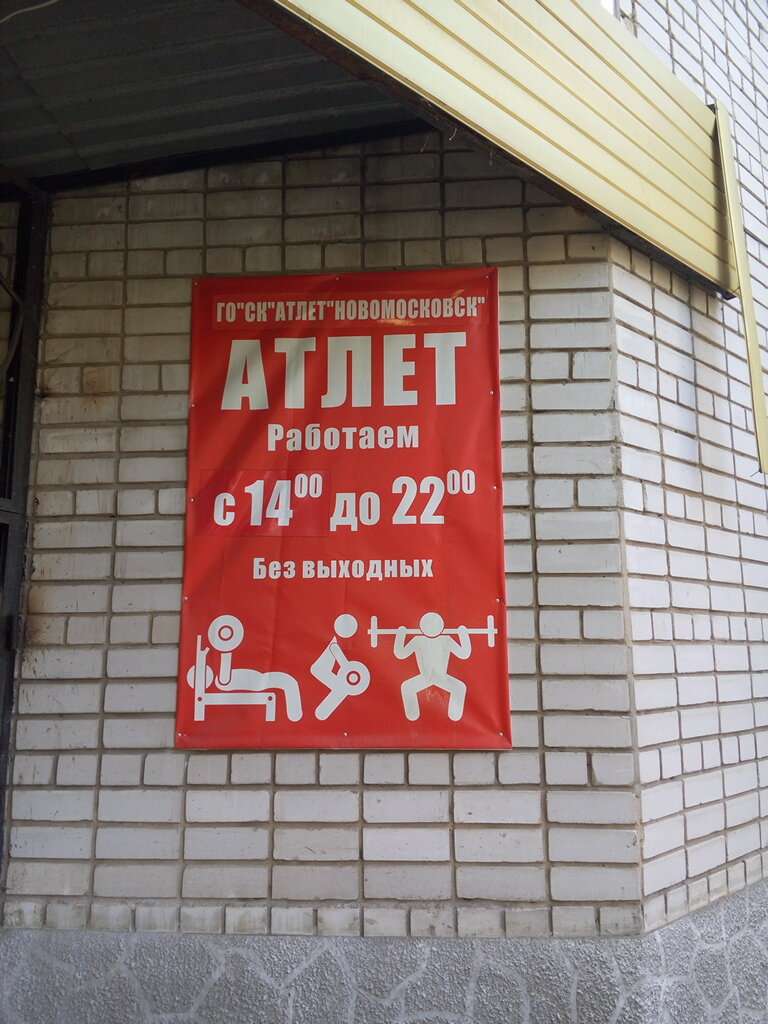 ГО"СК"АТЛЕТ"НОВОМОСКОВСК"
АТЛЕТ
Работаем
с 14⁰⁰ до 22⁰⁰
Без выходных